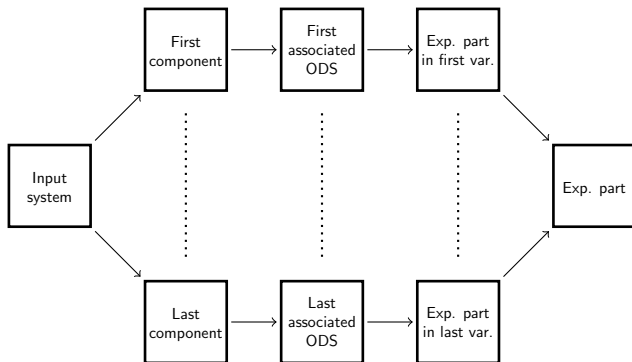 First
component
First
associated
ODS
Exp. part
in first var.
Input
system
Exp. part
Last
component
Last
associated
ODS
Exp. part
in last var.